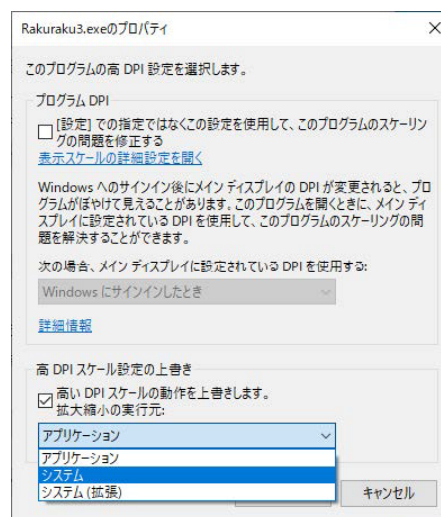 Rakuraku3.exeのプロパティ
このプログラムの高 DPI 設定を選択します。
プログラム DPI
[設定] での指定ではなくこの設定を使用して、このプログラムのスケーリン
グの問題を修正する
表示スケールの詳細設定を開く
Windows へのサインイン後にメイン ディスプレイの DPI が変更されると、プロ
グラムがぼやけて見えることがあります。このプログラムを開くときに、メイン ディ
スプレイに設定されている DPI を使用して、このプログラムのスケーリングの問
題を解決することができます。
次の場合、メイン ディスプレイに設定されている DPI を使用する:
Windows にサインインしたとき
詳細情報
高 DPI スケール設定の上書き
高い DPI スケールの動作を上書きします。
拡大縮小の実行元:
アプリケーション
アプリケーション
システム
システム (拡張)
キャンセル